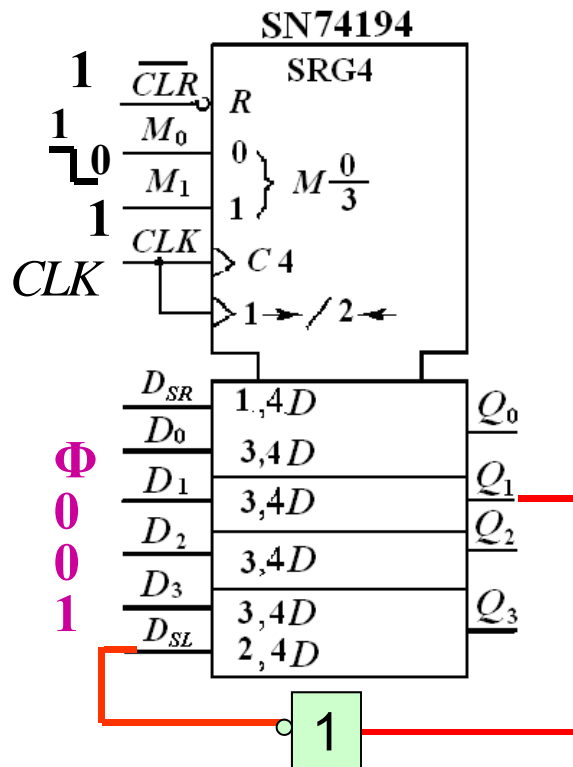 SN74194
SRG4
1
CLR
R
1
0
M₀
0
M 0/3
M₁
1
1
CLK
CLK
C4
1→/2←
D_SR
1,4D
Q₀
D₀
3,4D
Φ
D₁
3,4D
Q₁
0
D₂
3,4D
Q₂
0
D₃
3,4D
Q₃
1
D_SL
2,4D
1